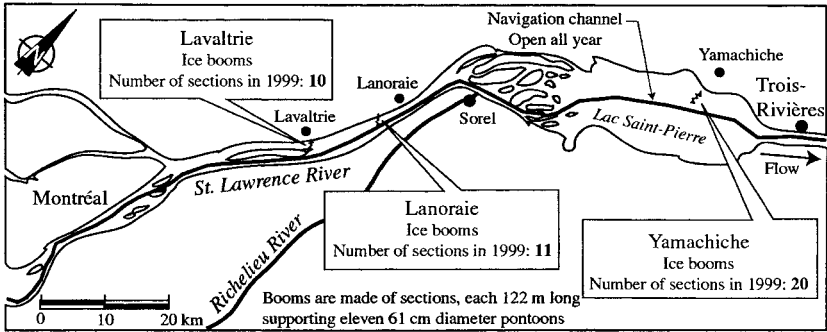 N
Lavaltrie
Ice booms
Number of sections in 1999: 10
Navigation channel
Open all year
Yamachiche
Trois-
Rivières
Lanoraie
Lavaltrie
Sorel
Lac Saint-Pierre
Flow
Montréal
St. Lawrence River
Richelieu River
Lanoraie
Ice booms
Number of sections in 1999: 11
Yamachiche
Ice booms
Number of sections in 1999: 20
0 10 20
km
Booms are made of sections, each 122 m long
supporting eleven 61 cm diameter pontoons